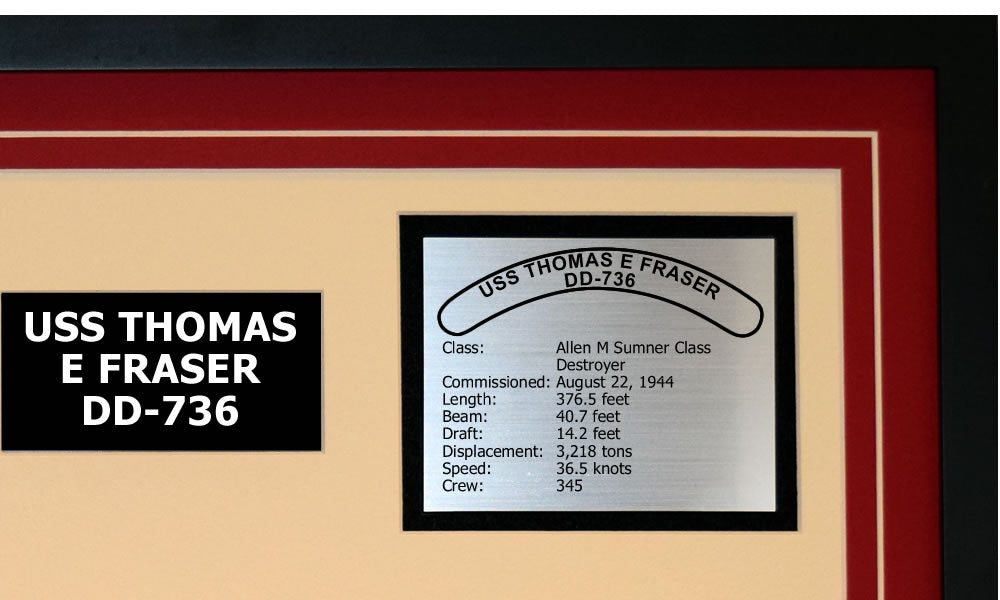 USS THOMAS
E FRASER
DD-736
USS THOMAS E FRASER
DD-736
Class: Allen M Sumner Class
Destroyer
Commissioned: August 22, 1944
Length: 376.5 feet
Beam: 40.7 feet
Draft: 14.2 feet
Displacement: 3,218 tons
Speed: 36.5 knots
Crew: 345